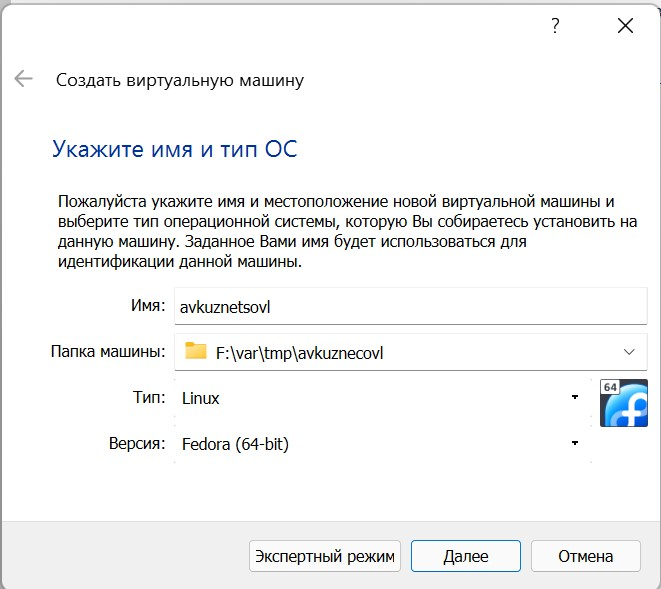 ?
Создать виртуальную машину
Укажите имя и тип ОС
Пожалуйста укажите имя и местоположение новой виртуальной машины и
выберите тип операционной системы, которую Вы собираетесь установить на
данную машину. Заданное Вами имя будет использоваться для
идентификации данной машины.
Имя: avkuznetsovl
Папка машины: F:\var\tmp\avkuznecovl
Тип: Linux
64
Версия: Fedora (64-bit)
Экспертный режим Далее Отмена